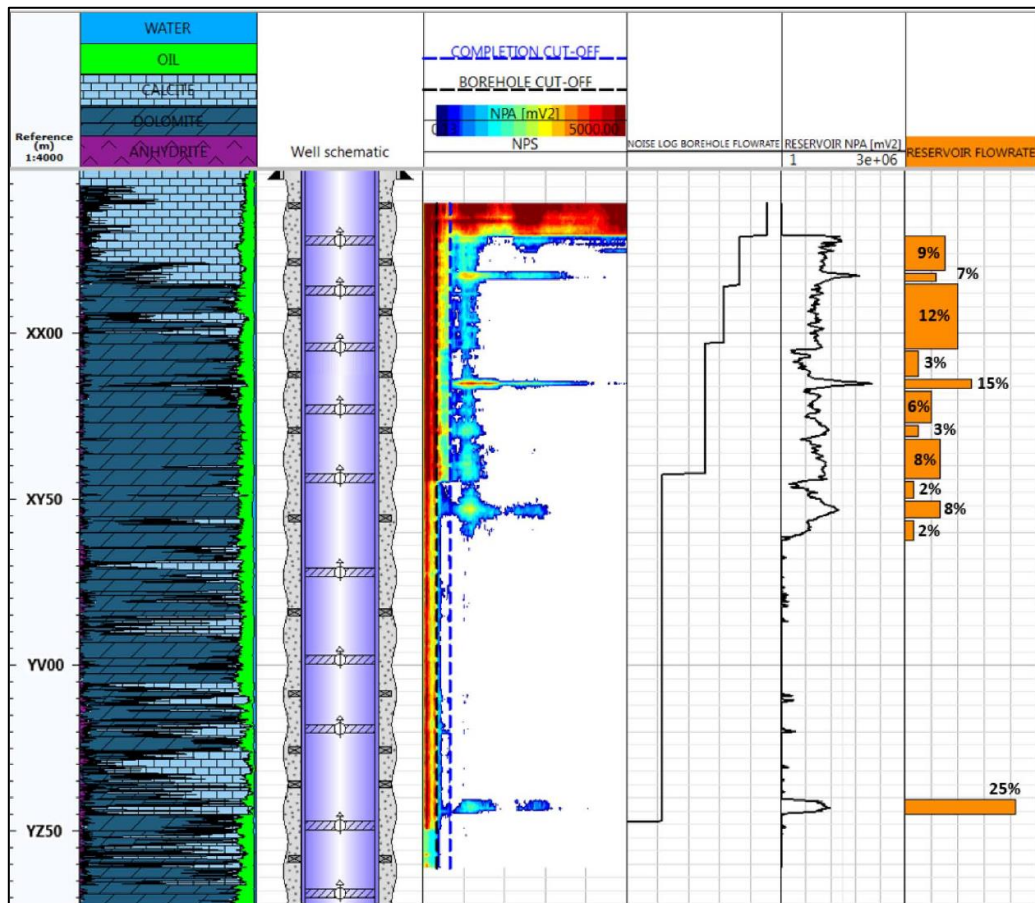 WATER
OIL
CALCITE
DOLOMITE
ANHYDRITE
Reference
(m)
1:4000
Well schematic
COMPLETION CUT-OFF
BOREHOLE CUT-OFF
NPA [mV2]
5000.00
NPS
NOISE LOG BOREHOLE FLOWRATE
RESERVOIR NPA [mV2]
1 3e+06
RESERVOIR FLOWRATE
9%
7%
12%
XX00
3%
15%
6%
3%
8%
XY50
2%
8%
2%
YV00
25%
YZ50